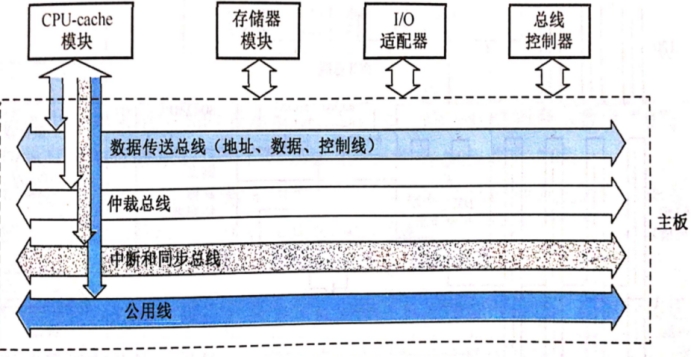 CPU-cache
模块
存储器
模块
I/O
适配器
总线
控制器
数据传送总线（地址、数据、控制线）
仲裁总线
主板
中断和同步总线
公用线